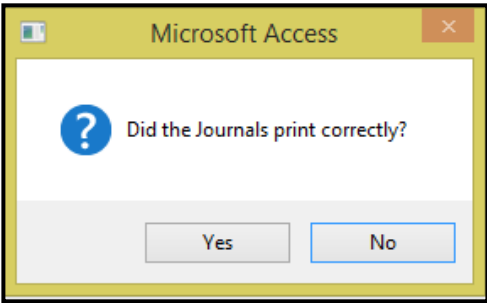 Microsoft Access
Did the Journals print correctly?
Yes
No